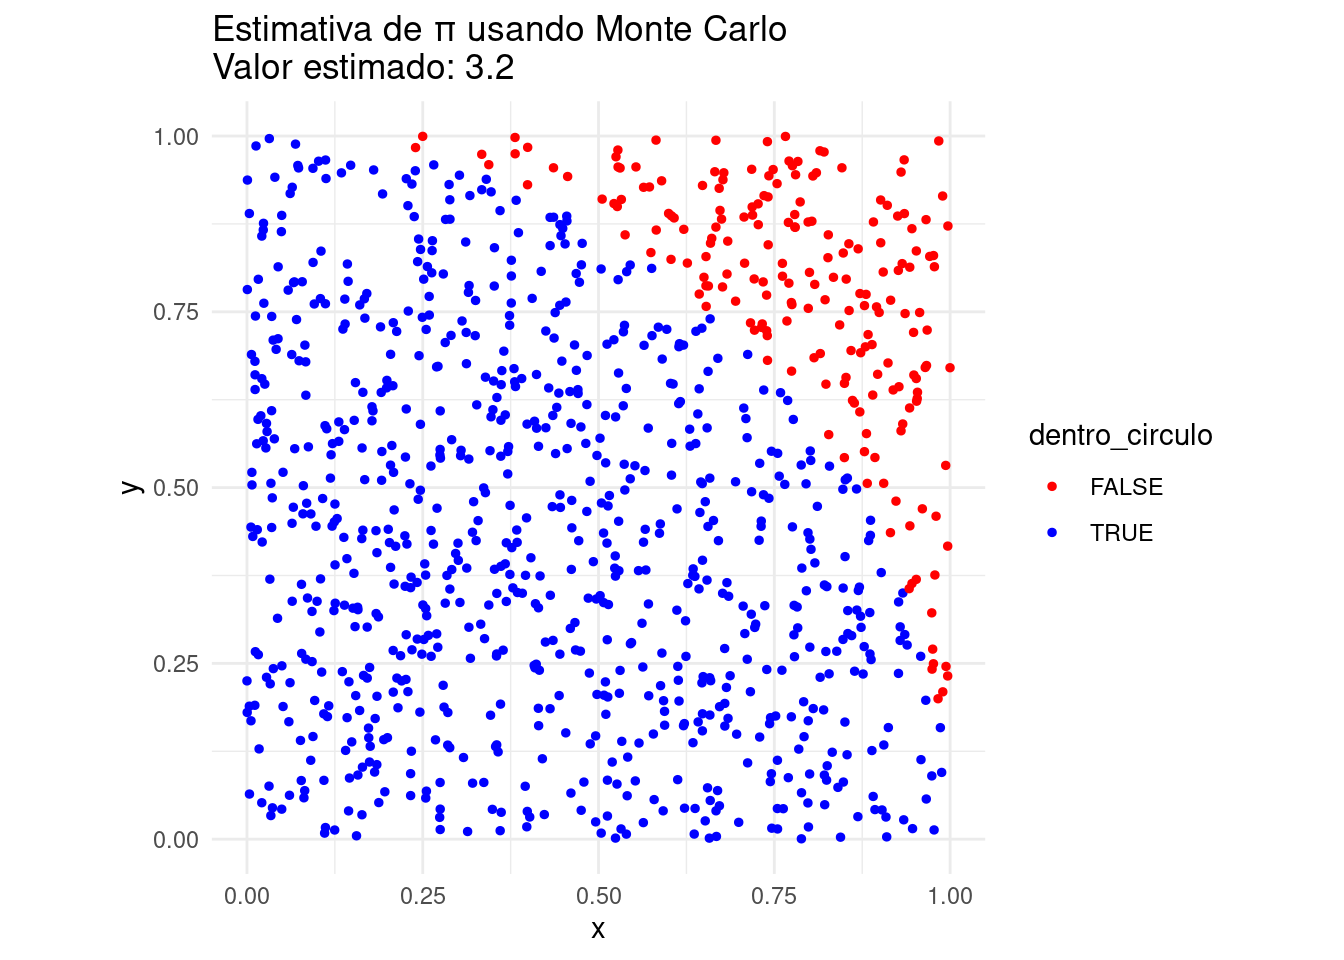 Estimativa de π usando Monte Carlo
Valor estimado: 3.2
1.00
0.75
0.50
0.25
0.00
y
0.00 0.25 0.50 0.75 1.00
x
dentro_circulo
FALSE
TRUE